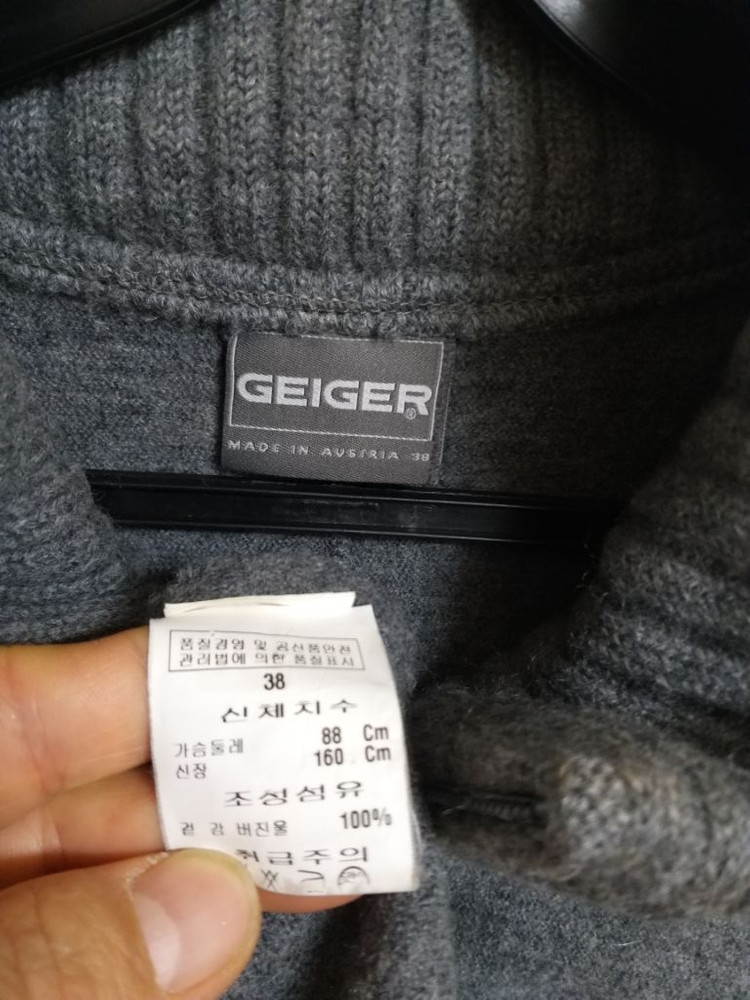 GEIGER®
MADE IN AUSTRIA 38
품질경영 및 공산품안전
관리법에 의한 품질표시
38
신체치수
가슴둘레 88 Cm
신장 160 Cm
조성섬유
겉 감 버진울 100%
취급주의